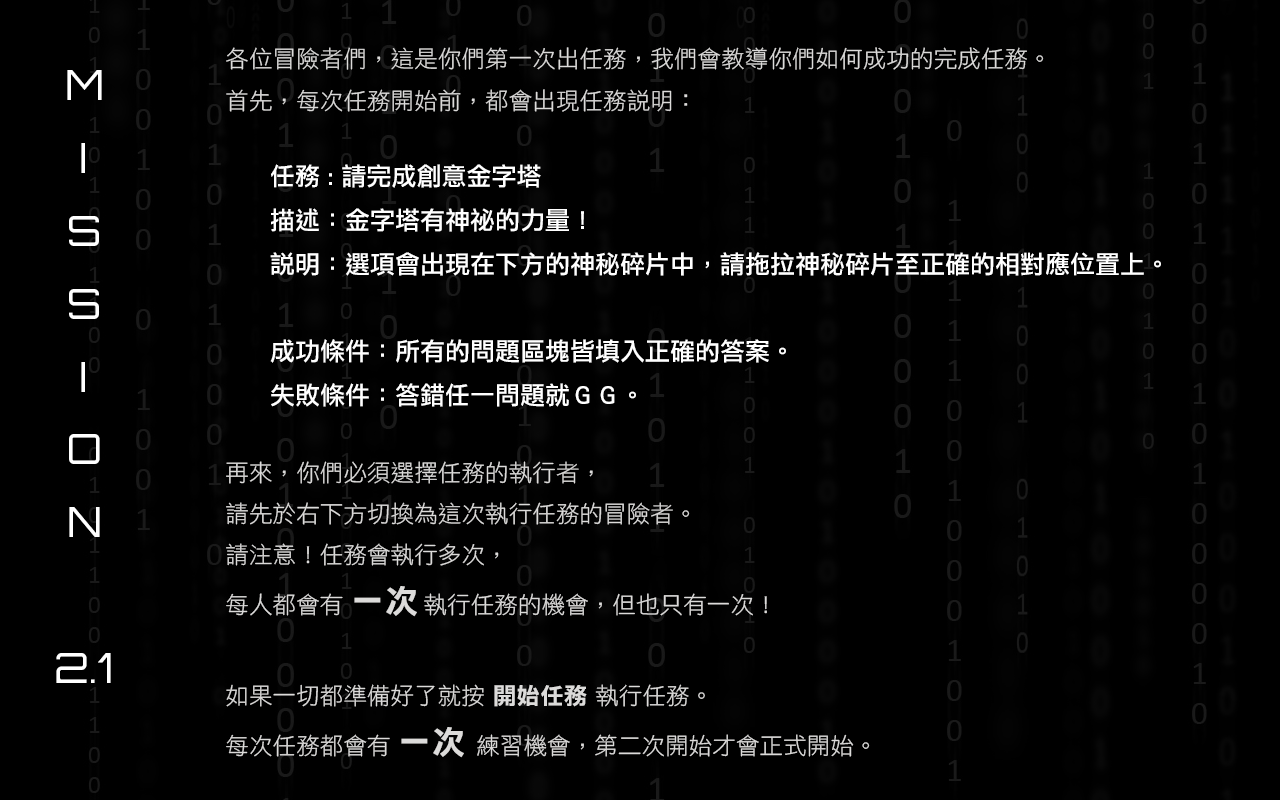 MISSION 2.1
各位冒險者們，這是你們第一次出任務，我們會教導你們如何成功的完成任務。
首先，每次任務開始前，都會出現任務説明：
任務：請完成創意金字塔
描述：金字塔有神祕的力量！
説明：選項會出現在下方的神秘碎片中，請拖拉神秘碎片至正確的相對應位置上。
成功條件：所有的問題區塊皆填入正確的答案。
失敗條件：答錯任一問題就ＧＧ。
再來，你們必須選擇任務的執行者，
請先於右下方切換為這次執行任務的冒險者。
請注意！任務會執行多次，
每人都會有 一次 執行任務的機會，但也只有一次！
如果一切都準備好了就按 開始任務 執行任務。
每次任務都會有 一次 練習機會，第二次開始才會正式開始。